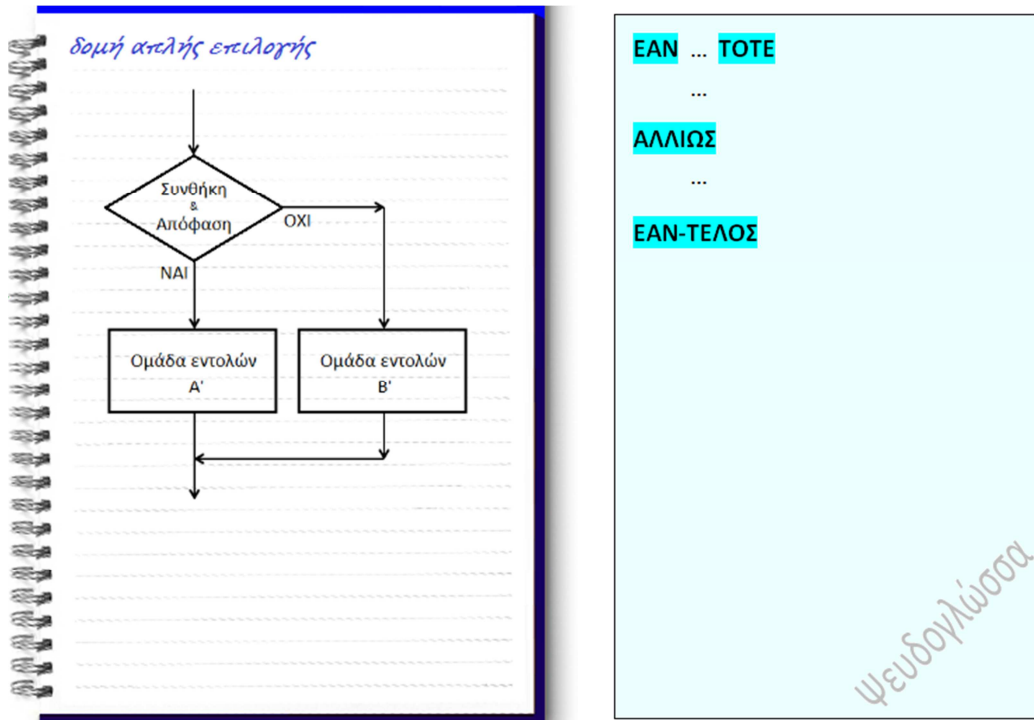 δομή απλής επιλογής
Συνθήκη
&
Απόφαση
ΟΧΙ
ΝΑΙ
Ομάδα εντολών
Α'
Ομάδα εντολών
Β'
ΕΑΝ ... ΤΟΤΕ
...
ΑΛΛΙΩΣ
...
ΕΑΝ-ΤΕΛΟΣ
Ψευδογλώσσα